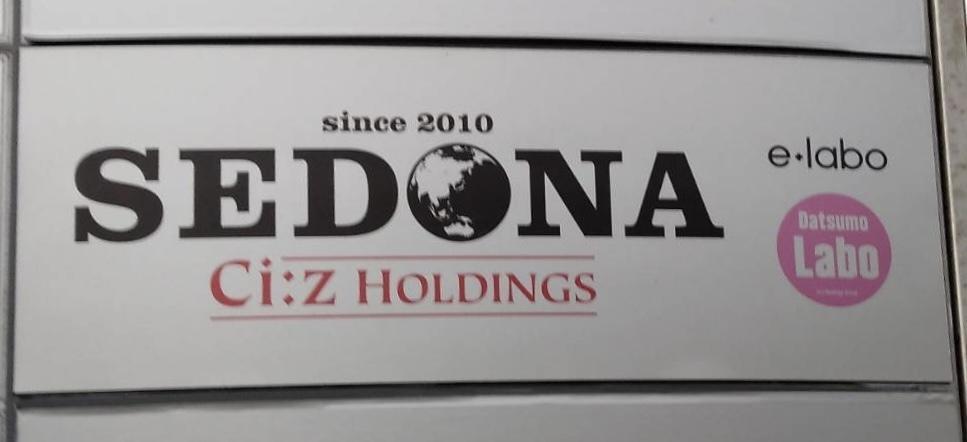 since 2010
SEDONA
Ci:z HOLDINGS
e•labo
Datsumo
Labo